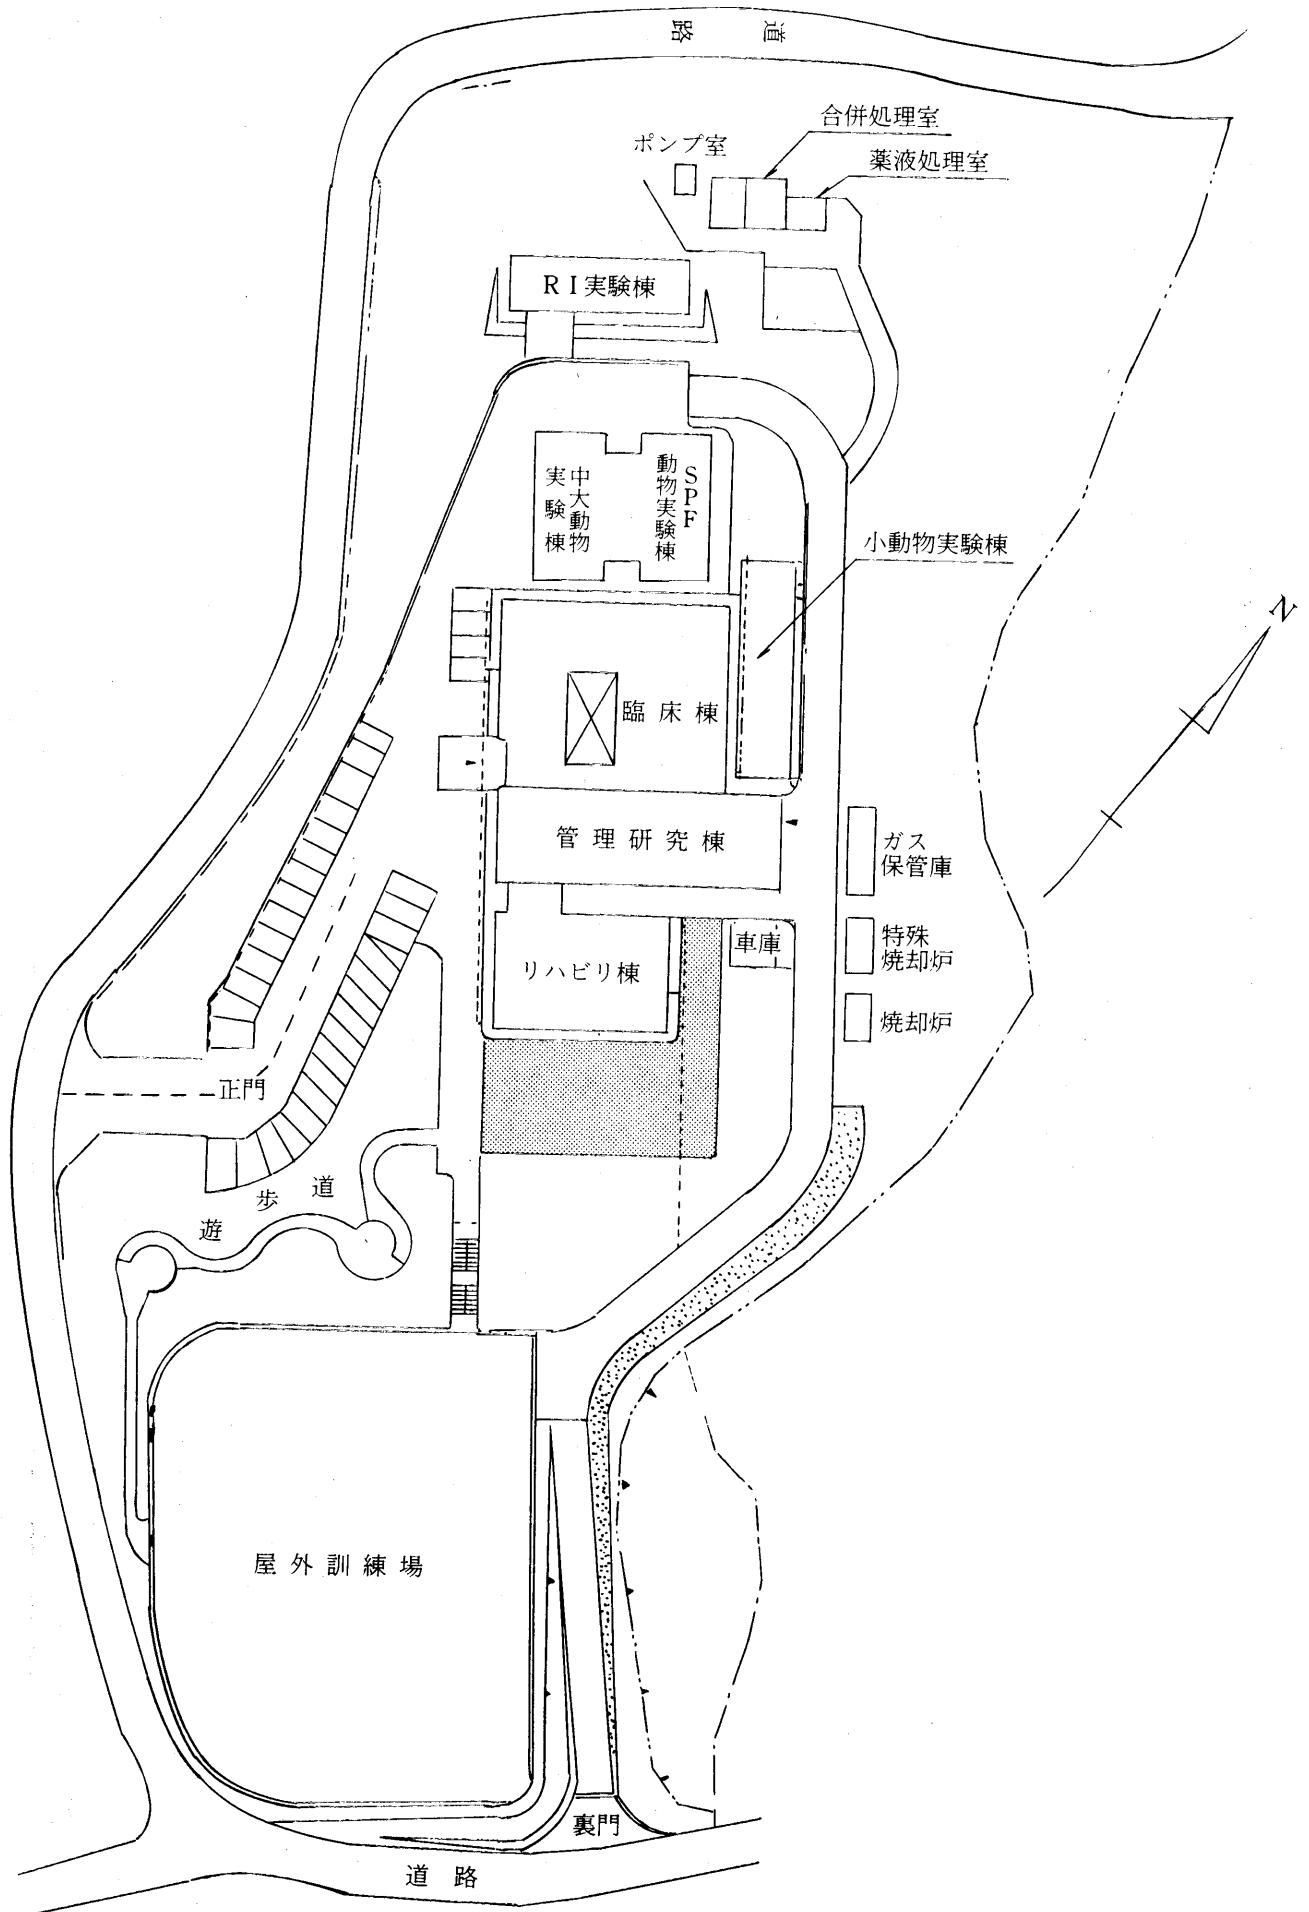 道路
合併処理室
ポンプ室
薬液処理室
RI実験棟
中大動物
実験棟
SPF
動物実験棟
小動物実験棟
N
臨床棟
管理研究棟
ガス
保管庫
車庫
特殊
焼却炉
リハビリ棟
焼却炉
正門
遊歩道
屋外訓練場
裏門
道路